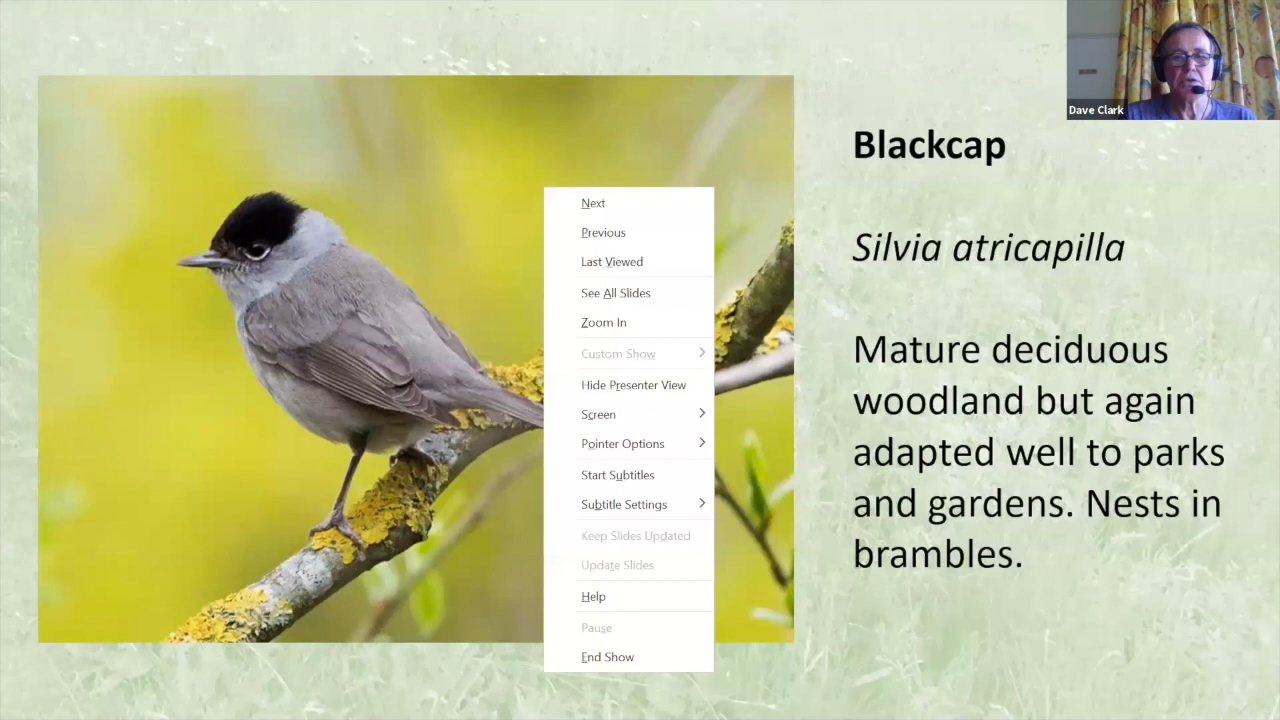 Dave Clark
Blackcap
Silvia atricapilla
Mature deciduous
woodland but again
adapted well to parks
and gardens. Nests in
brambles.
Next
Previous
Last Viewed
See All Slides
Zoom In
Custom Show
Hide Presenter View
Screen
Pointer Options
Start Subtitles
Subtitle Settings
Keep Slides Updated
Update Slides
Help
Pause
End Show